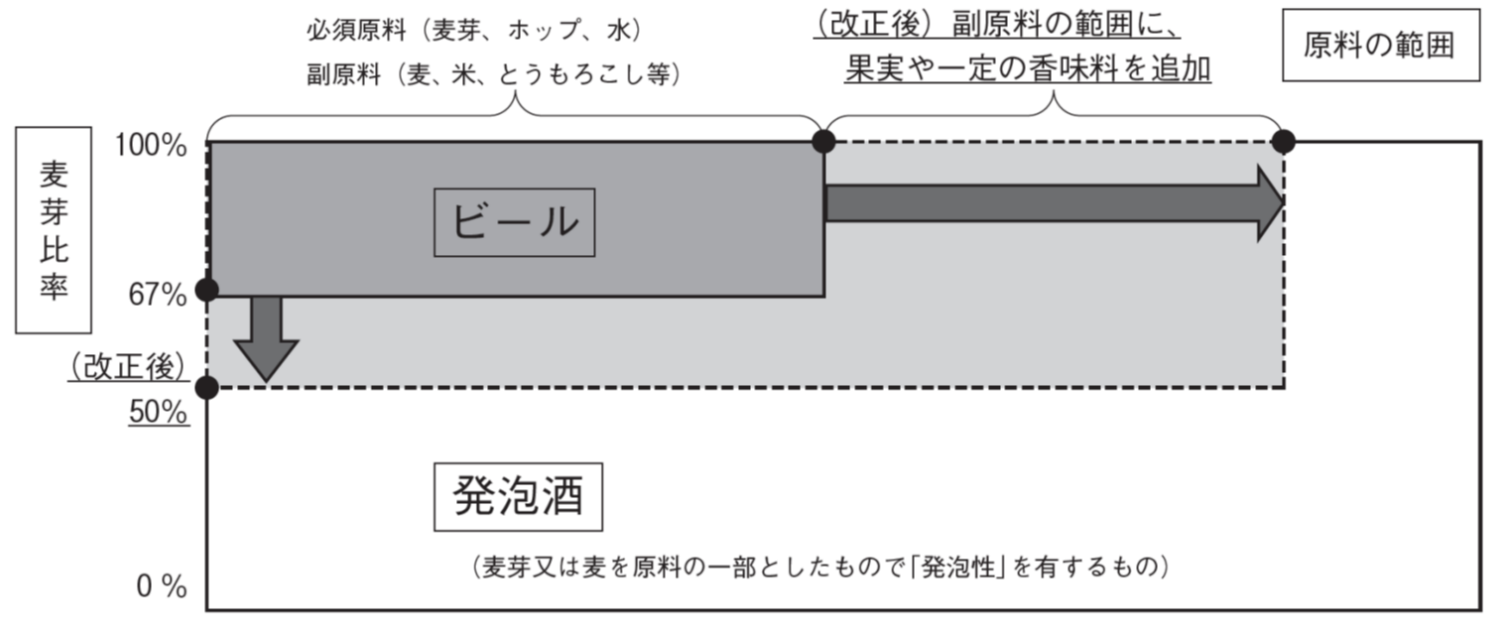 必須原料（麦芽、ホップ、水）
副原料（麦、米、とうもろこし等）
（改正後）副原料の範囲に、
果実や一定の香味料を追加
原料の範囲
麦芽比率
100%
67%
（改正後）
50%
0 %
ビール
発泡酒
（麦芽又は麦を原料の一部としたもので「発泡性」を有するもの）